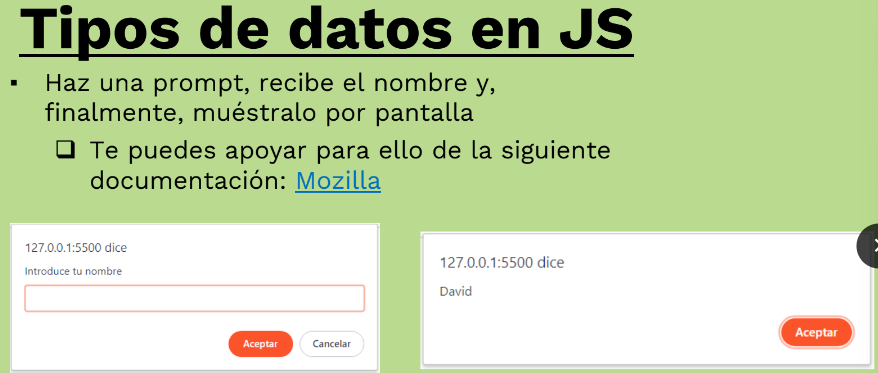 Tipos de datos en JS
▪ Haz una prompt, recibe el nombre y,
finalmente, muéstralo por pantalla
❑ Te puedes apoyar para ello de la siguiente
documentación: Mozilla
127.0.0.1:5500 dice
Introduce tu nombre
Aceptar Cancelar
127.0.0.1:5500 dice
David
Aceptar